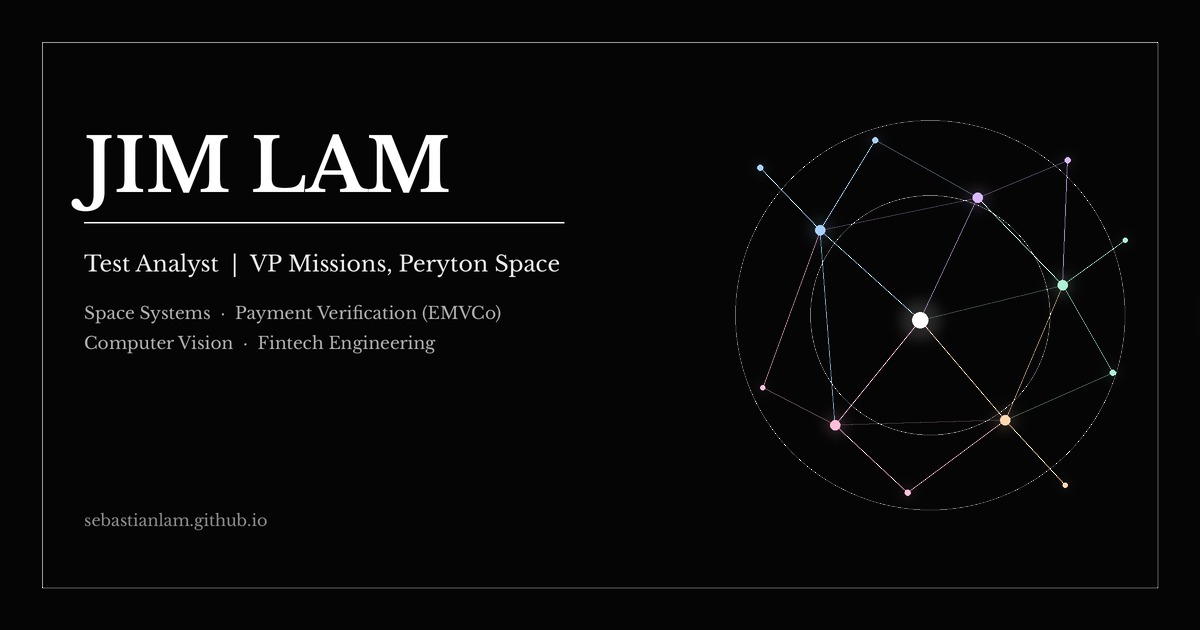 JIM LAM
Test Analyst | VP Missions, Peryton Space
Space Systems · Payment Verification (EMVCo)
Computer Vision · Fintech Engineering
sebastianlam.github.io